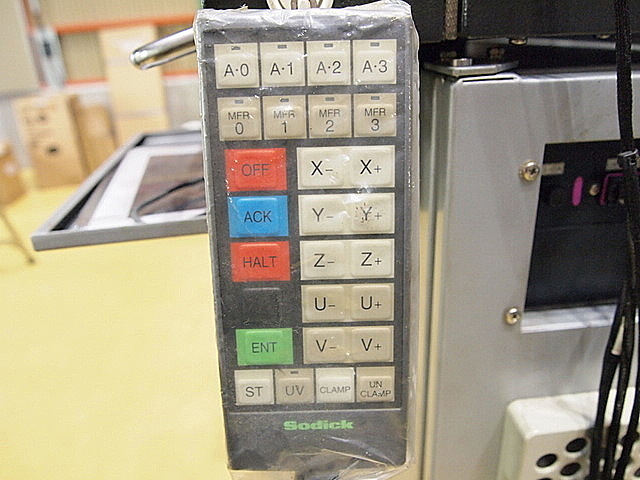 A·0 A·1 A·2 A·3
MFR 0 MFR 1 MFR 2 MFR 3
OFF X- X+
ACK Y- Y+
HALT Z- Z+
U- U+
ENT V- V+
ST UV CLAMP UN CLAMP
Sodick